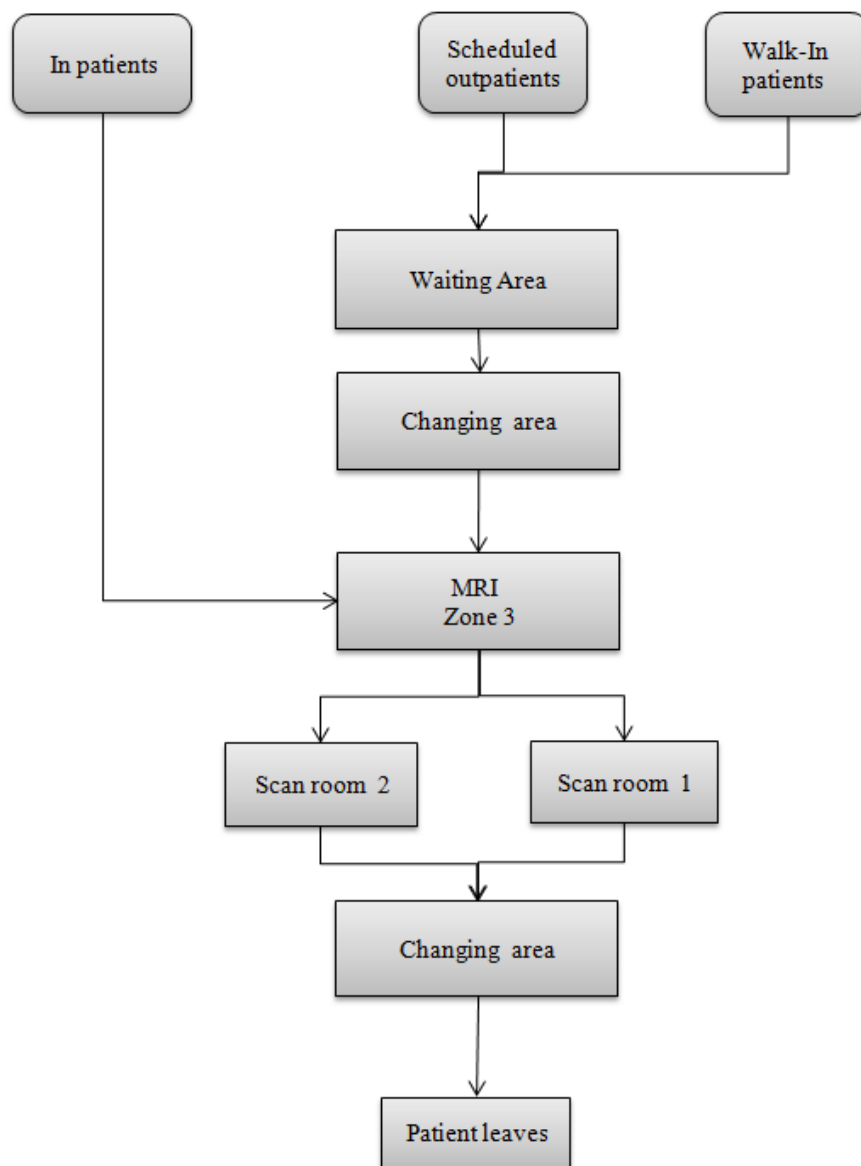 In patients
Scheduled
outpatients
Walk-In
patients
Waiting Area
Changing area
MRI
Zone 3
Scan room 2
Scan room 1
Changing area
Patient leaves